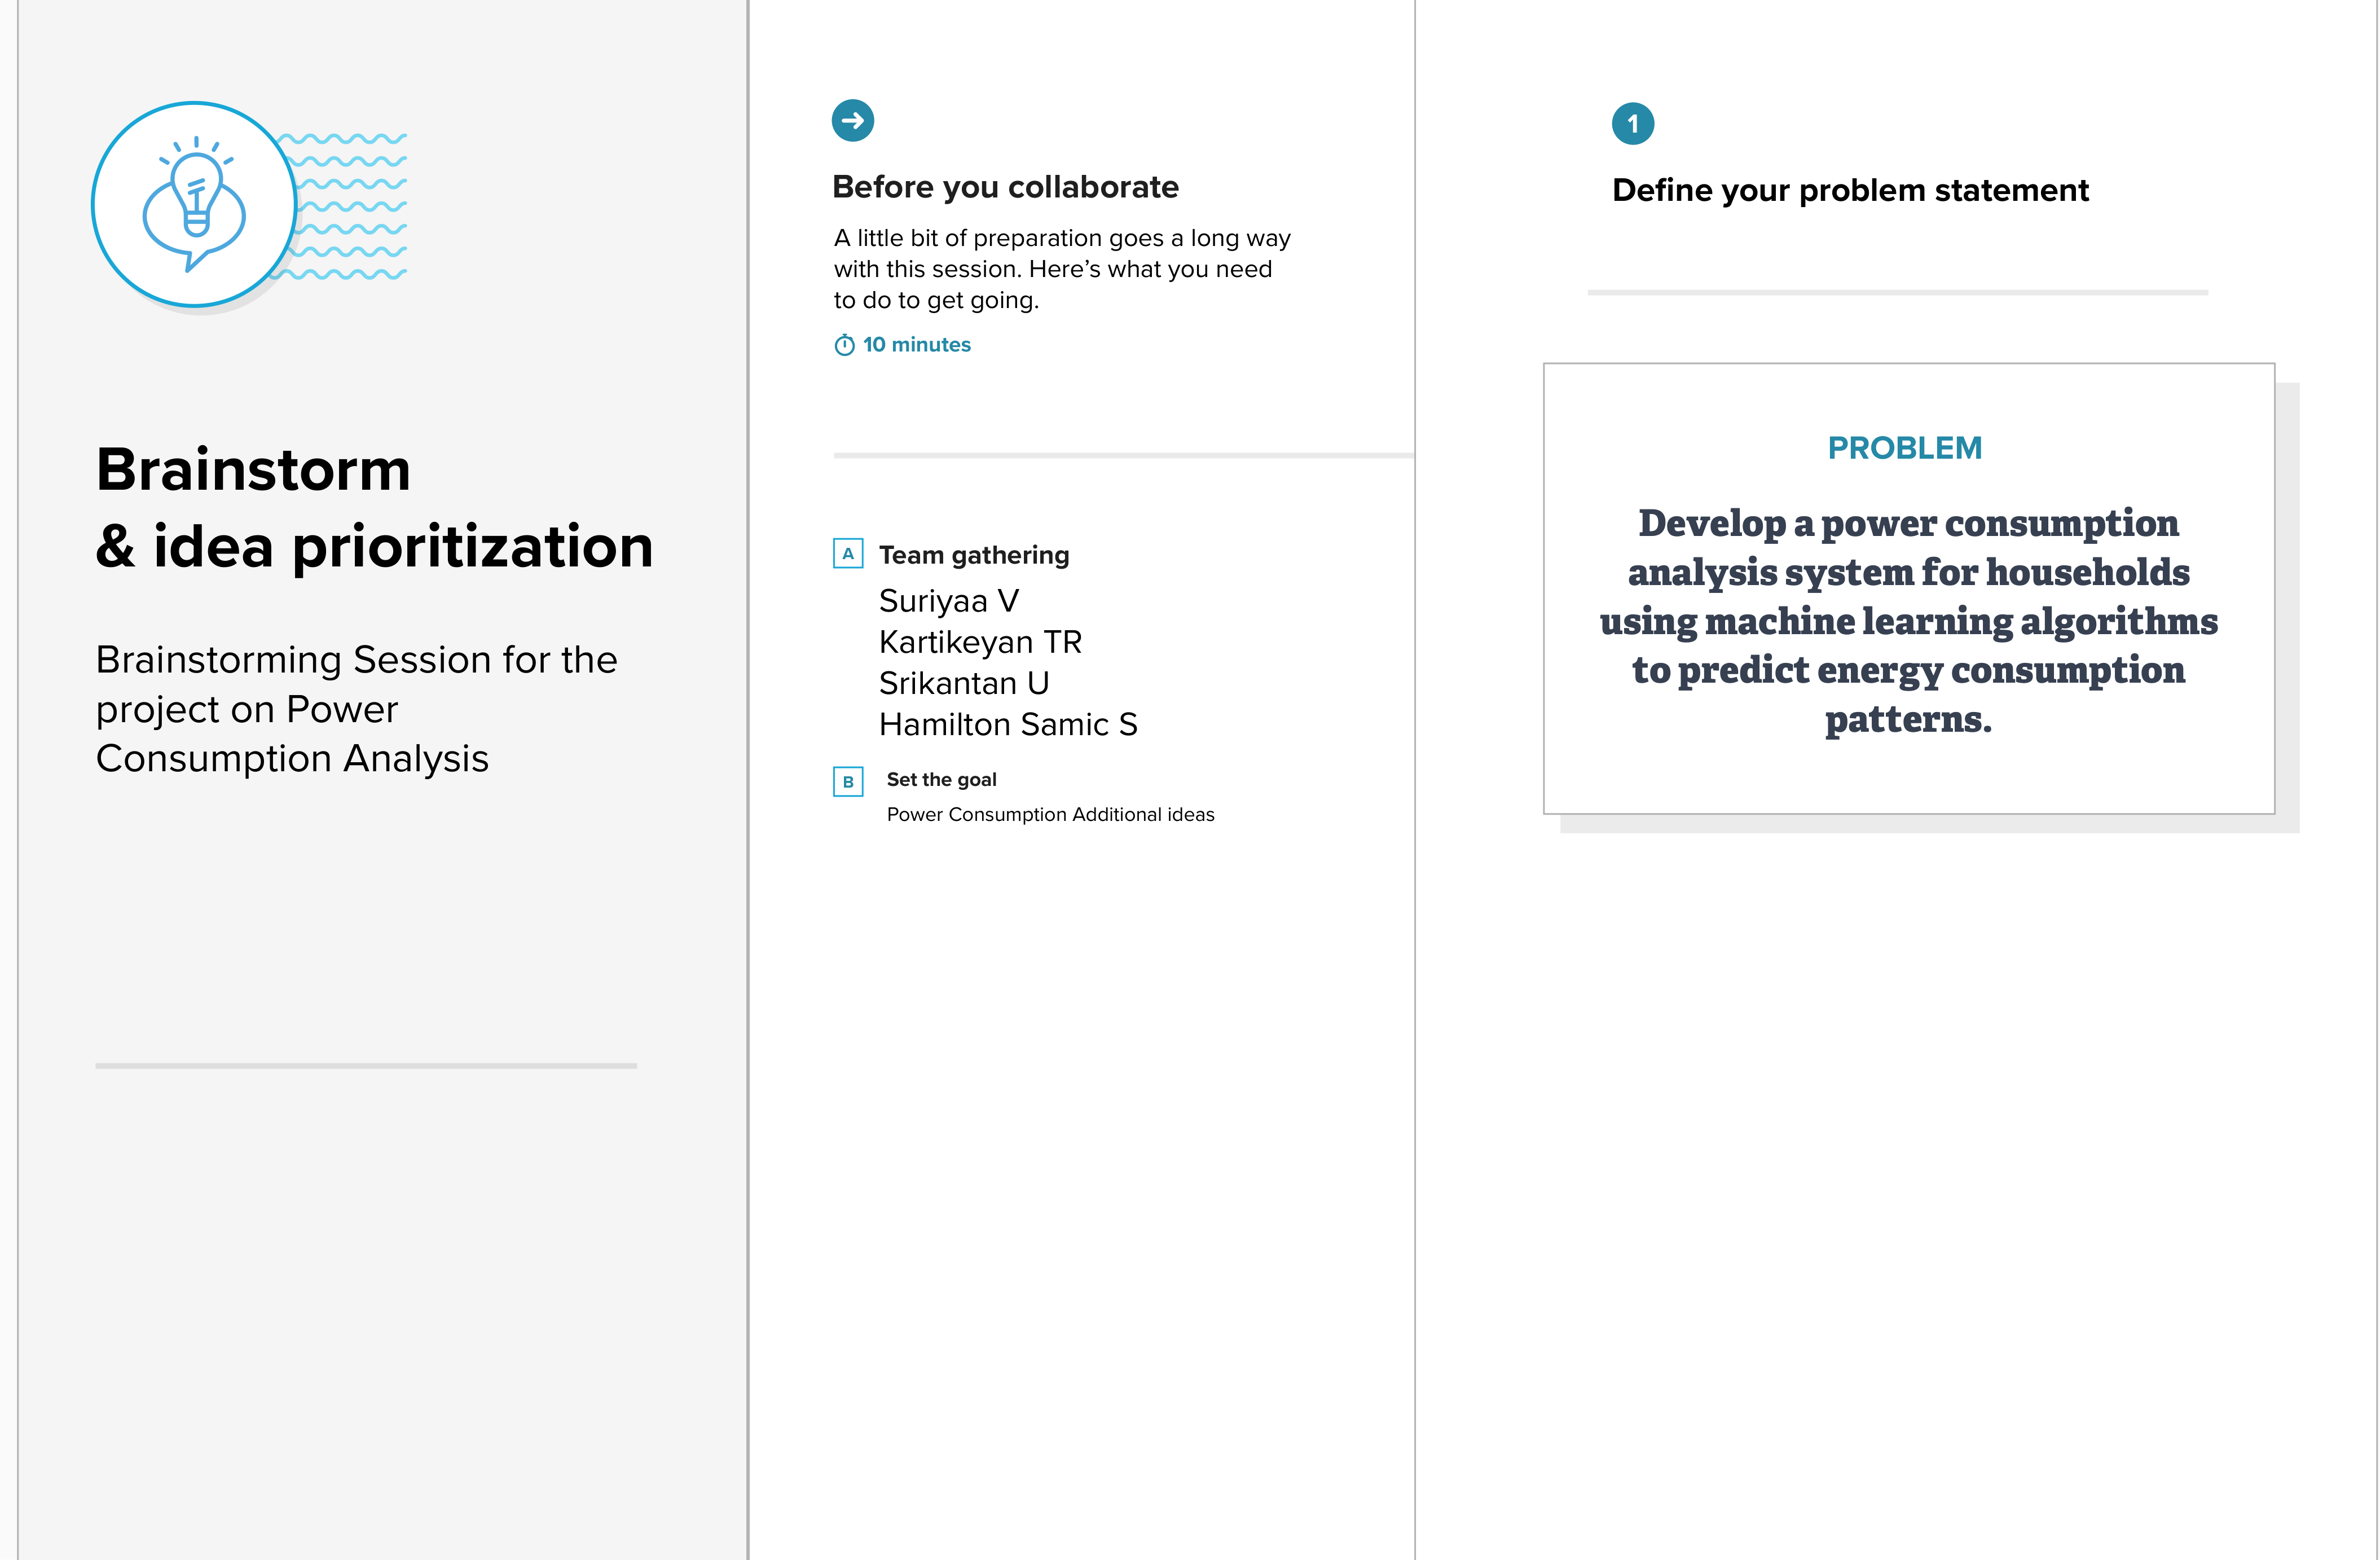 Brainstorm
& idea prioritization
Brainstorming Session for the
project on Power
Consumption Analysis
Before you collaborate
A little bit of preparation goes a long way
with this session. Here’s what you need
to do to get going.
10 minutes
A Team gathering
Suriyaa V
Kartikeyan TR
Srikantan U
Hamilton Samic S
B Set the goal
Power Consumption Additional ideas
1
Define your problem statement
PROBLEM
Develop a power consumption
analysis system for households
using machine learning algorithms
to predict energy consumption
patterns.